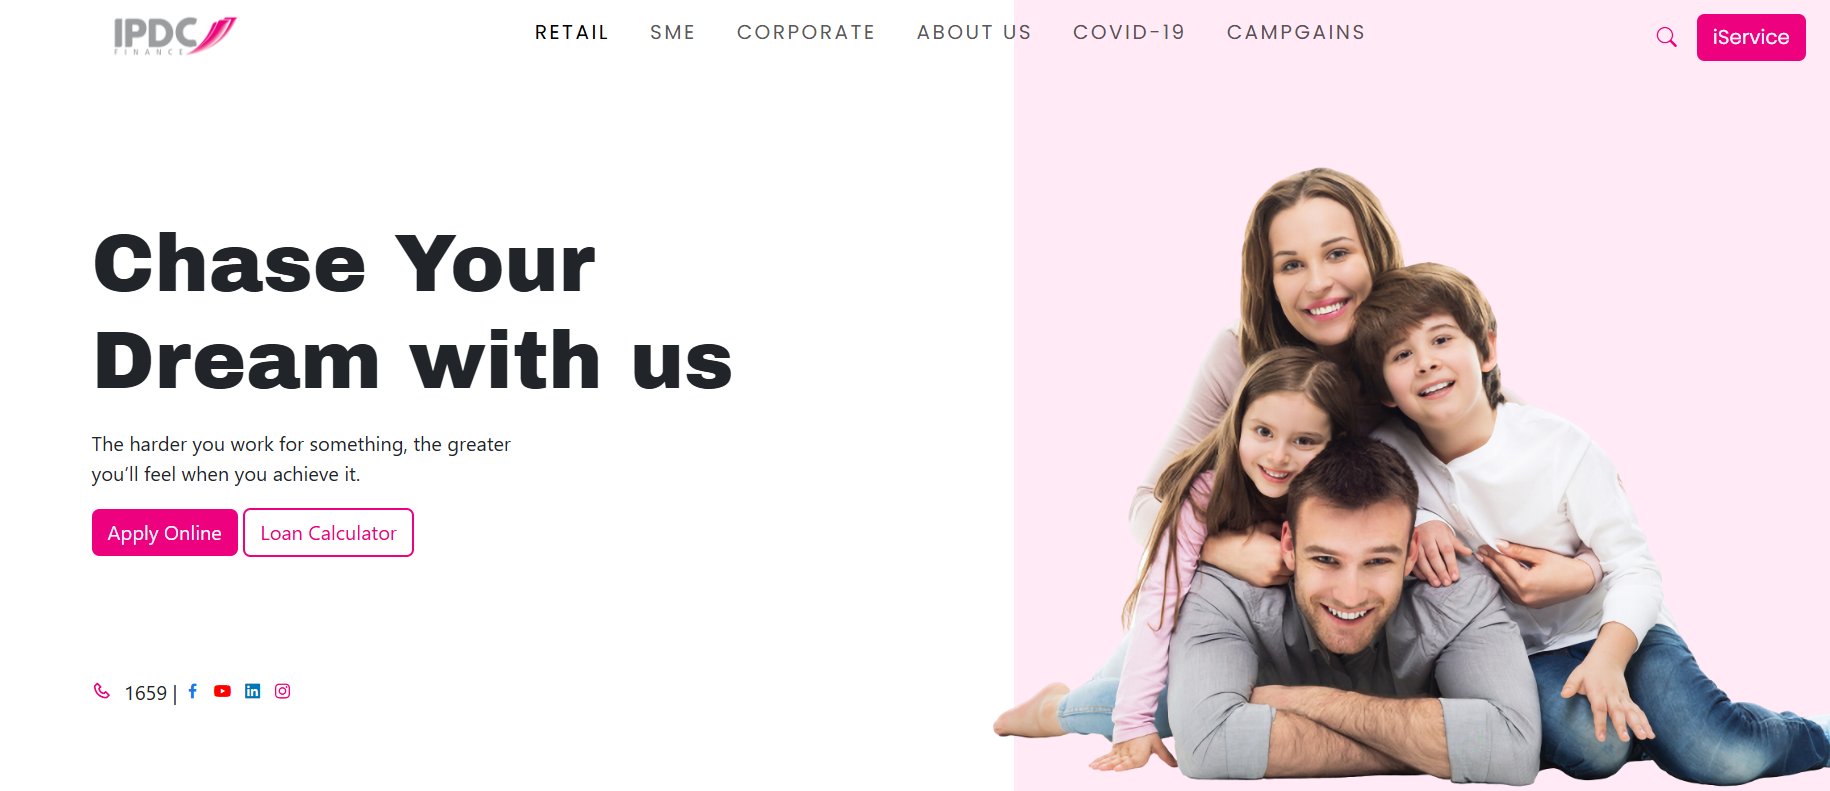 IPDC
FINANCE
RETAIL
SME
CORPORATE
ABOUT US
COVID-19
CAMPGAINS
iService
Chase Your
Dream with us
The harder you work for something, the greater
you'll feel when you achieve it.
Apply Online
Loan Calculator
1659 |